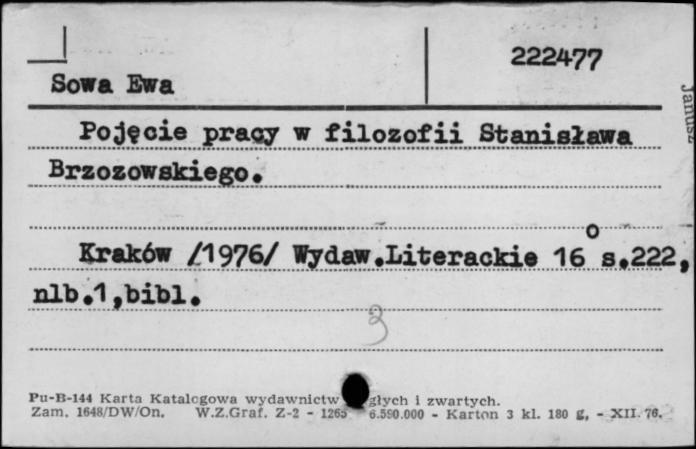 222477
Sowa Ewa
Pojęcie pracy w filozofii Stanisława
Brzozowskiego.
Kraków /1976/ Wydaw.Literackie 16° s.222,
nlb.1,bibl.
3
Pu-B-144 Karta Katalogowa wydawnictw głych i zwartych.
Zam. 1648/DW/On. W.Z.Graf. Z-2 - 1265 6.590.000 - Karton 3 kl. 180 g, - XII. 76.
Janusz